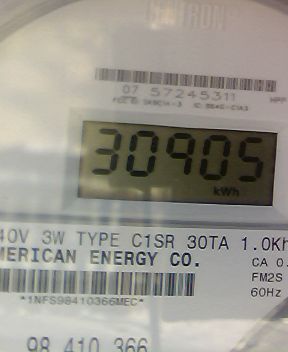 TRON
07 57245311
30905
kWh
40V 3W TYPE C1SR 30TA 1.0Kh
MERICAN ENERGY CO.
CA 0.
FM2S
60Hz
*1NFS98410366MEC*
98 410 366